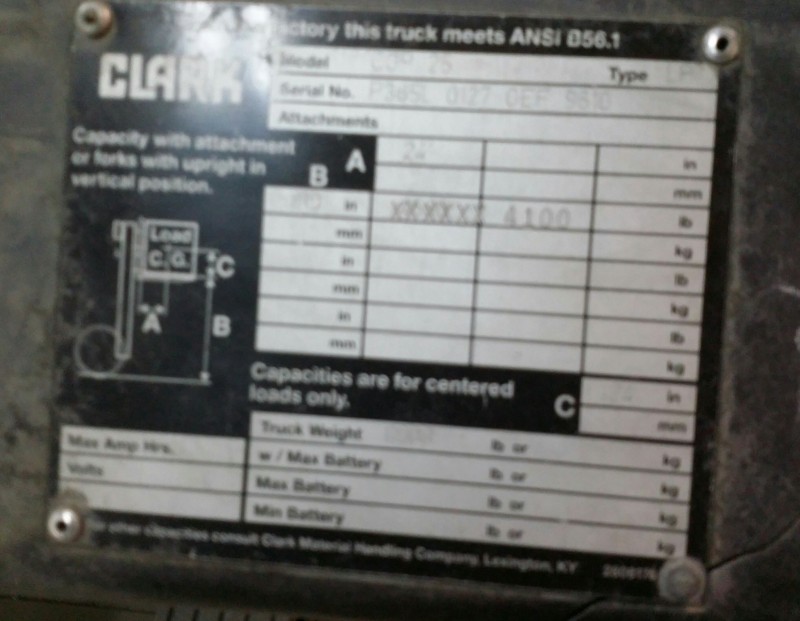 factory this truck meets ANSI B56.1
CLARK
Model
Type
Serial No.
Attachments
Capacity with attachment
or forks with upright in
vertical position.
A
B
in
mm
in
XXXXXX 4100
lb
mm
kg
in
lb
mm
kg
in
lb
mm
kg
Load
C.G.
C
A
B
Capacities are for centered
loads only.
C
in
mm
Truck Weight
lb or
kg
w / Max Battery
lb or
kg
Max Battery
lb or
kg
Min Battery
lb or
kg
Max Amp Hrs.
Volts
other capacities consult Clark Material Handling Company, Lexington, KY